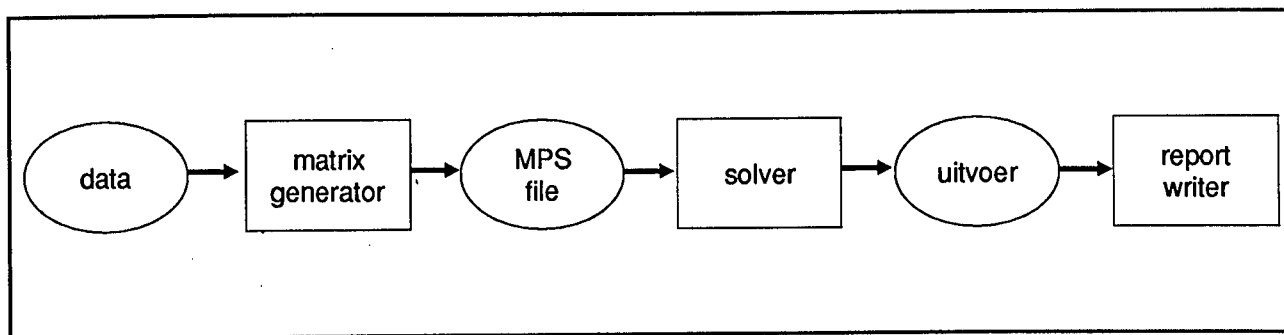 data
matrix
generator
MPS
file
solver
uitvoer
report
writer